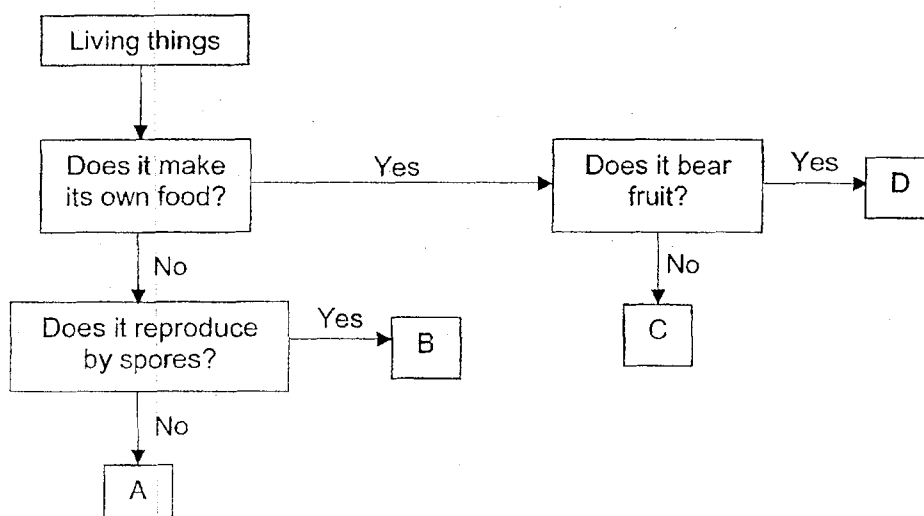 Living things
Does it make
its own food?
Yes
Does it bear
fruit?
Yes
D
No
No
Does it reproduce
by spores?
Yes
B
C
No
A